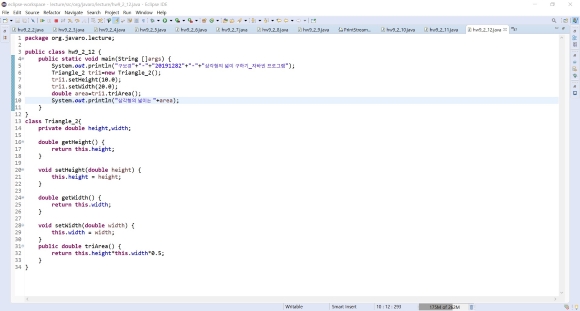 eclipse-workspace - lecture/src/org/javaro/lecture/hw9_2_12.java - Eclipse IDE
File Edit Source Refactor Navigate Search Project Run Window Help
hw9_2_2.java hw9_2_3.java hw9_2_4.java hw9_2_5.java hw9_2_6.java hw9_2_7.java hw9_2_8.java hw9_2_9.java PrintStream... hw9_2_10.java hw9_2_11.java hw9_2_12.java
1 package org.javaro.lecture;
2
3 public class hw9_2_12 {
4 public static void main(String []args) {
5 System.out.println("구민경"+"-"+"20191282"+"-"+"삼각형의 넓이 구하기_자바편 프로그램");
6 Triangle_2 tri1=new Triangle_2();
7 tri1.setHeight(10.0);
8 tri1.setWidth(20.0);
9 double area=tri1.triArea();
10 System.out.println("삼각형의 넓이는 "+area);
11 }
12 }
13 class Triangle_2{
14 private double height,width;
15
16 double getHeight() {
17 return this.height;
18 }
19
20 void setHeight(double height) {
21 this.height = height;
22 }
23
24 double getWidth() {
25 return this.width;
26 }
27
28 void setWidth(double width) {
29 this.width = width;
30 }
31 public double triArea() {
32 return this.height*this.width*0.5;
33 }
34 }
Writable Smart Insert 10 : 12 : 293